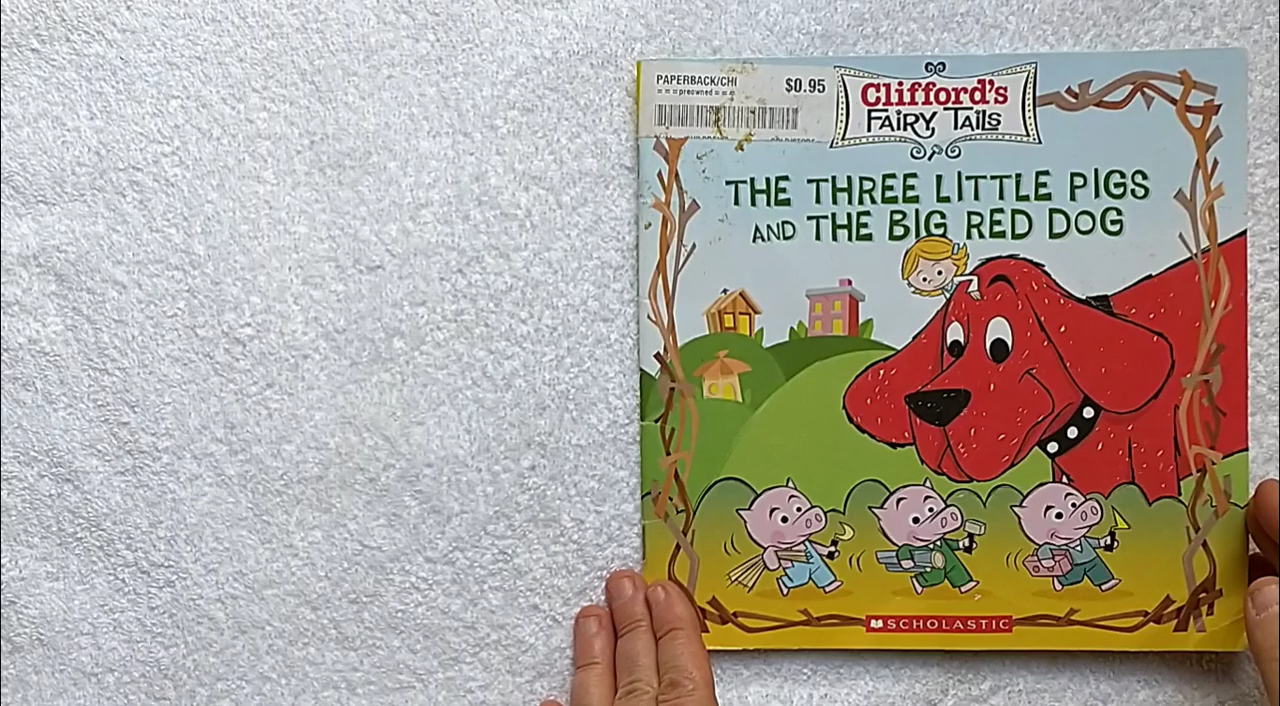 PAPERBACK/CHI
===preowned===
$0.95
Clifford's
FAIRY TAILS
THE THREE LITTLE PIGS
AND THE BIG RED DOG
SCHOLASTIC